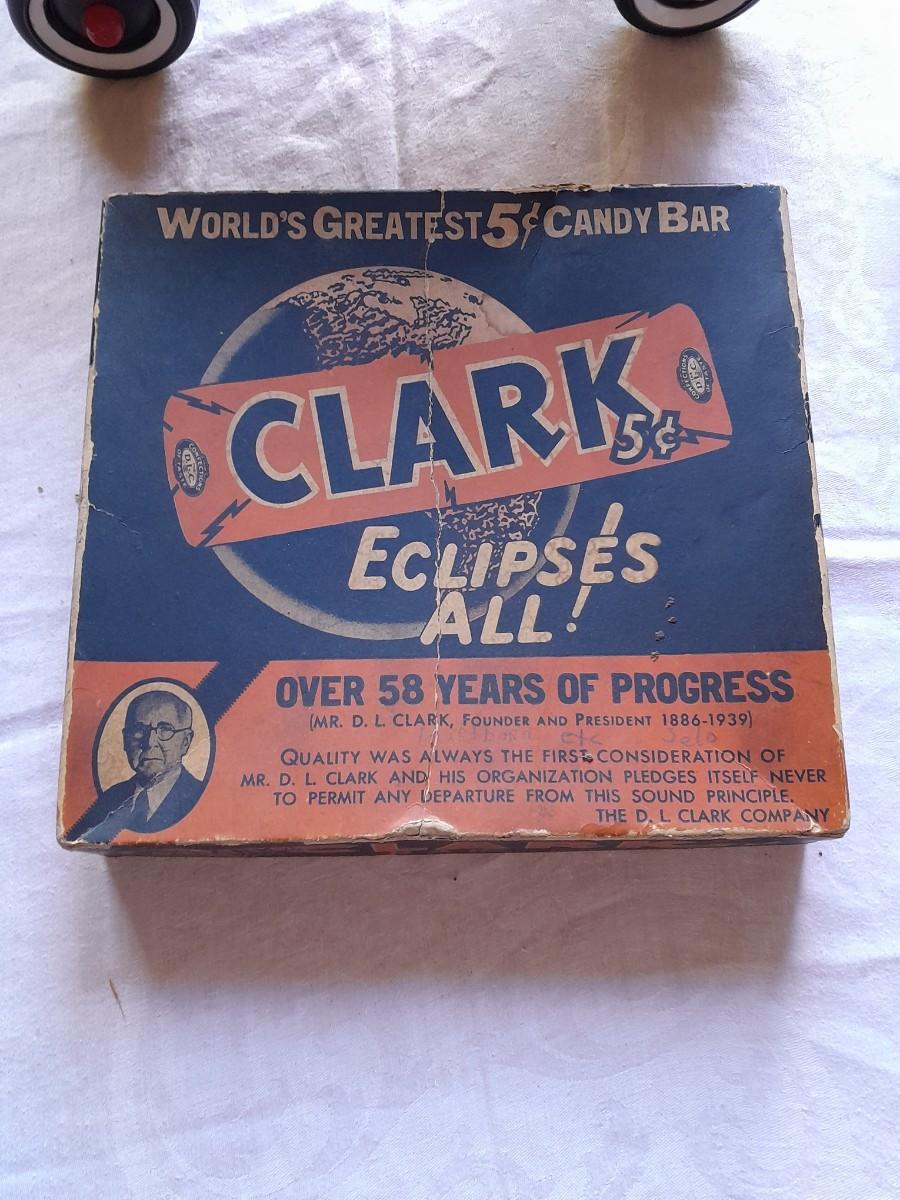 WORLD'S GREATEST 5¢ CANDY BAR
CLARK 5¢
ECLIPSES
ALL!
OVER 58 YEARS OF PROGRESS
(MR. D. L. CLARK, FOUNDER AND PRESIDENT 1886-1939)
etc
QUALITY WAS ALWAYS THE FIRST CONSIDERATION OF
MR. D. L. CLARK AND HIS ORGANIZATION PLEDGES ITSELF NEVER
TO PERMIT ANY DEPARTURE FROM THIS SOUND PRINCIPLE.
THE D. L. CLARK COMPANY